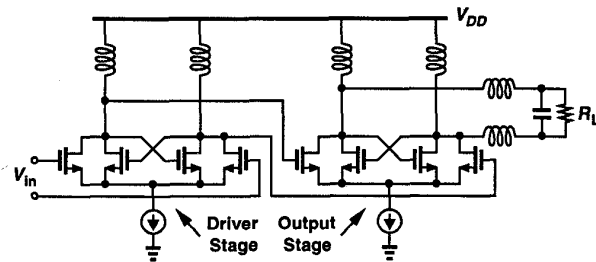 V_DD
R_L
V_in
Driver Stage
Output Stage